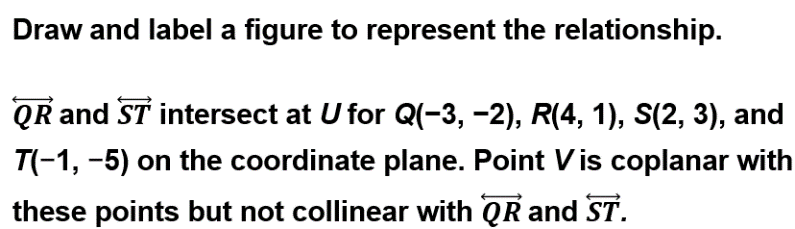 Draw and label a figure to represent the relationship.
\overleftrightarrow{QR} and \overleftrightarrow{ST} intersect at U for Q(−3, −2), R(4, 1), S(2, 3), and
T(−1, −5) on the coordinate plane. Point V is coplanar with
these points but not collinear with \overleftrightarrow{QR} and \overleftrightarrow{ST}.